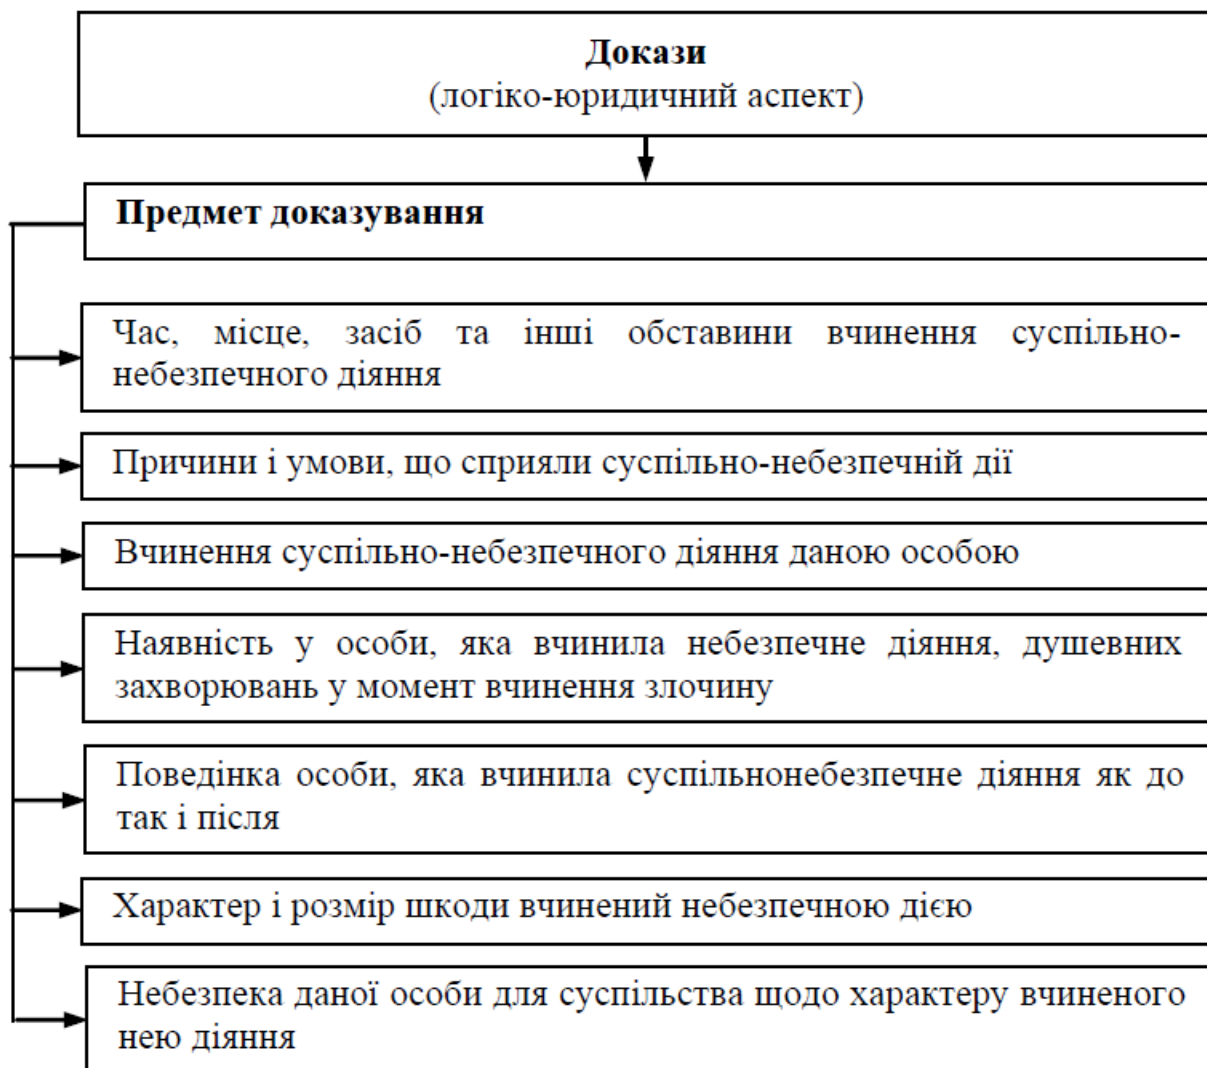 Докази
(логіко-юридичний аспект)
Предмет доказування
Час, місце, засіб та інші обставини вчинення суспільно-
небезпечного діяння
Причини і умови, що сприяли суспільно-небезпечній дії
Вчинення суспільно-небезпечного діяння даною особою
Наявність у особи, яка вчинила небезпечне діяння, душевних
захворювань у момент вчинення злочину
Поведінка особи, яка вчинила суспільнонебезпечне діяння як до
так і після
Характер і розмір шкоди вчинений небезпечною дією
Небезпека даної особи для суспільства щодо характеру вчиненого
нею діяння